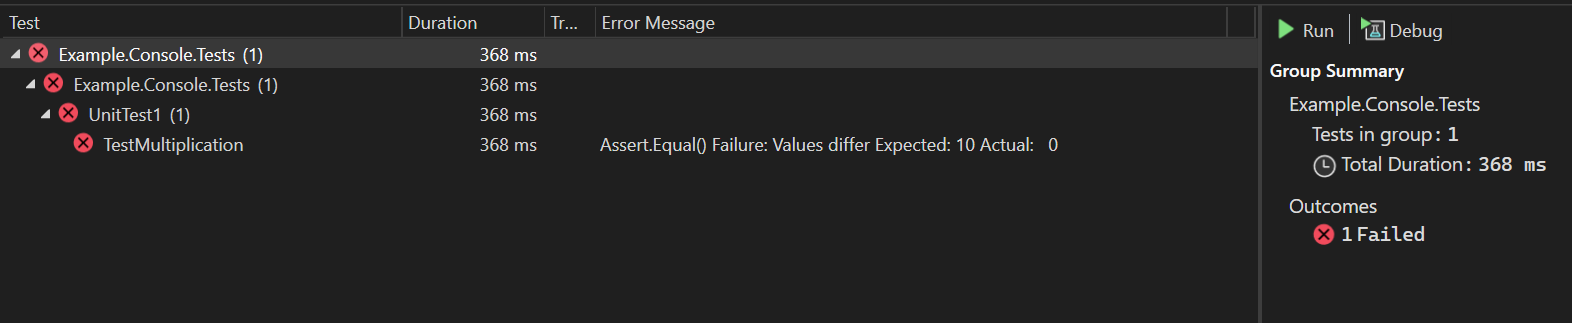 Test Duration Tr... Error Message
Example.Console.Tests (1) 368 ms
Example.Console.Tests (1) 368 ms
UnitTest1 (1) 368 ms
TestMultiplication 368 ms Assert.Equal() Failure: Values differ Expected: 10 Actual: 0
Run Debug
Group Summary
Example.Console.Tests
Tests in group: 1
Total Duration: 368 ms
Outcomes
1 Failed